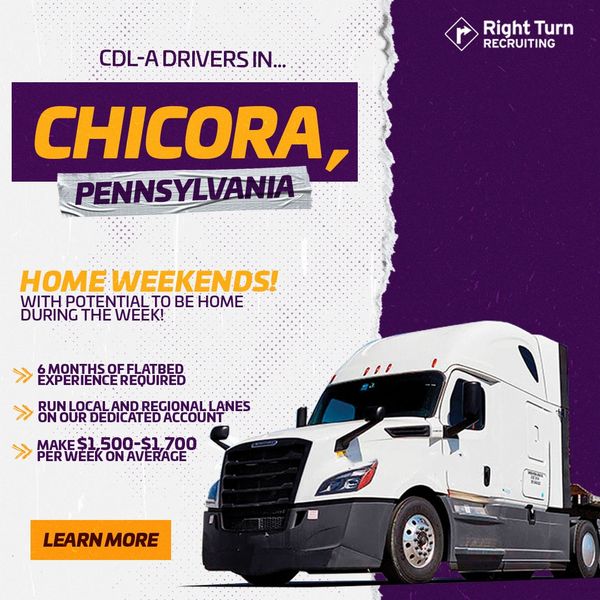 Right Turn
RECRUITING
CDL-A DRIVERS IN...
CHICORA,
PENNSYLVANIA
HOME WEEKENDS!
WITH POTENTIAL TO BE HOME
DURING THE WEEK!
6 MONTHS OF FLATBED
EXPERIENCE REQUIRED
RUN LOCAL AND REGIONAL LANES
ON OUR DEDICATED ACCOUNT
MAKE $1,500-$1,700
PER WEEK ON AVERAGE
LEARN MORE